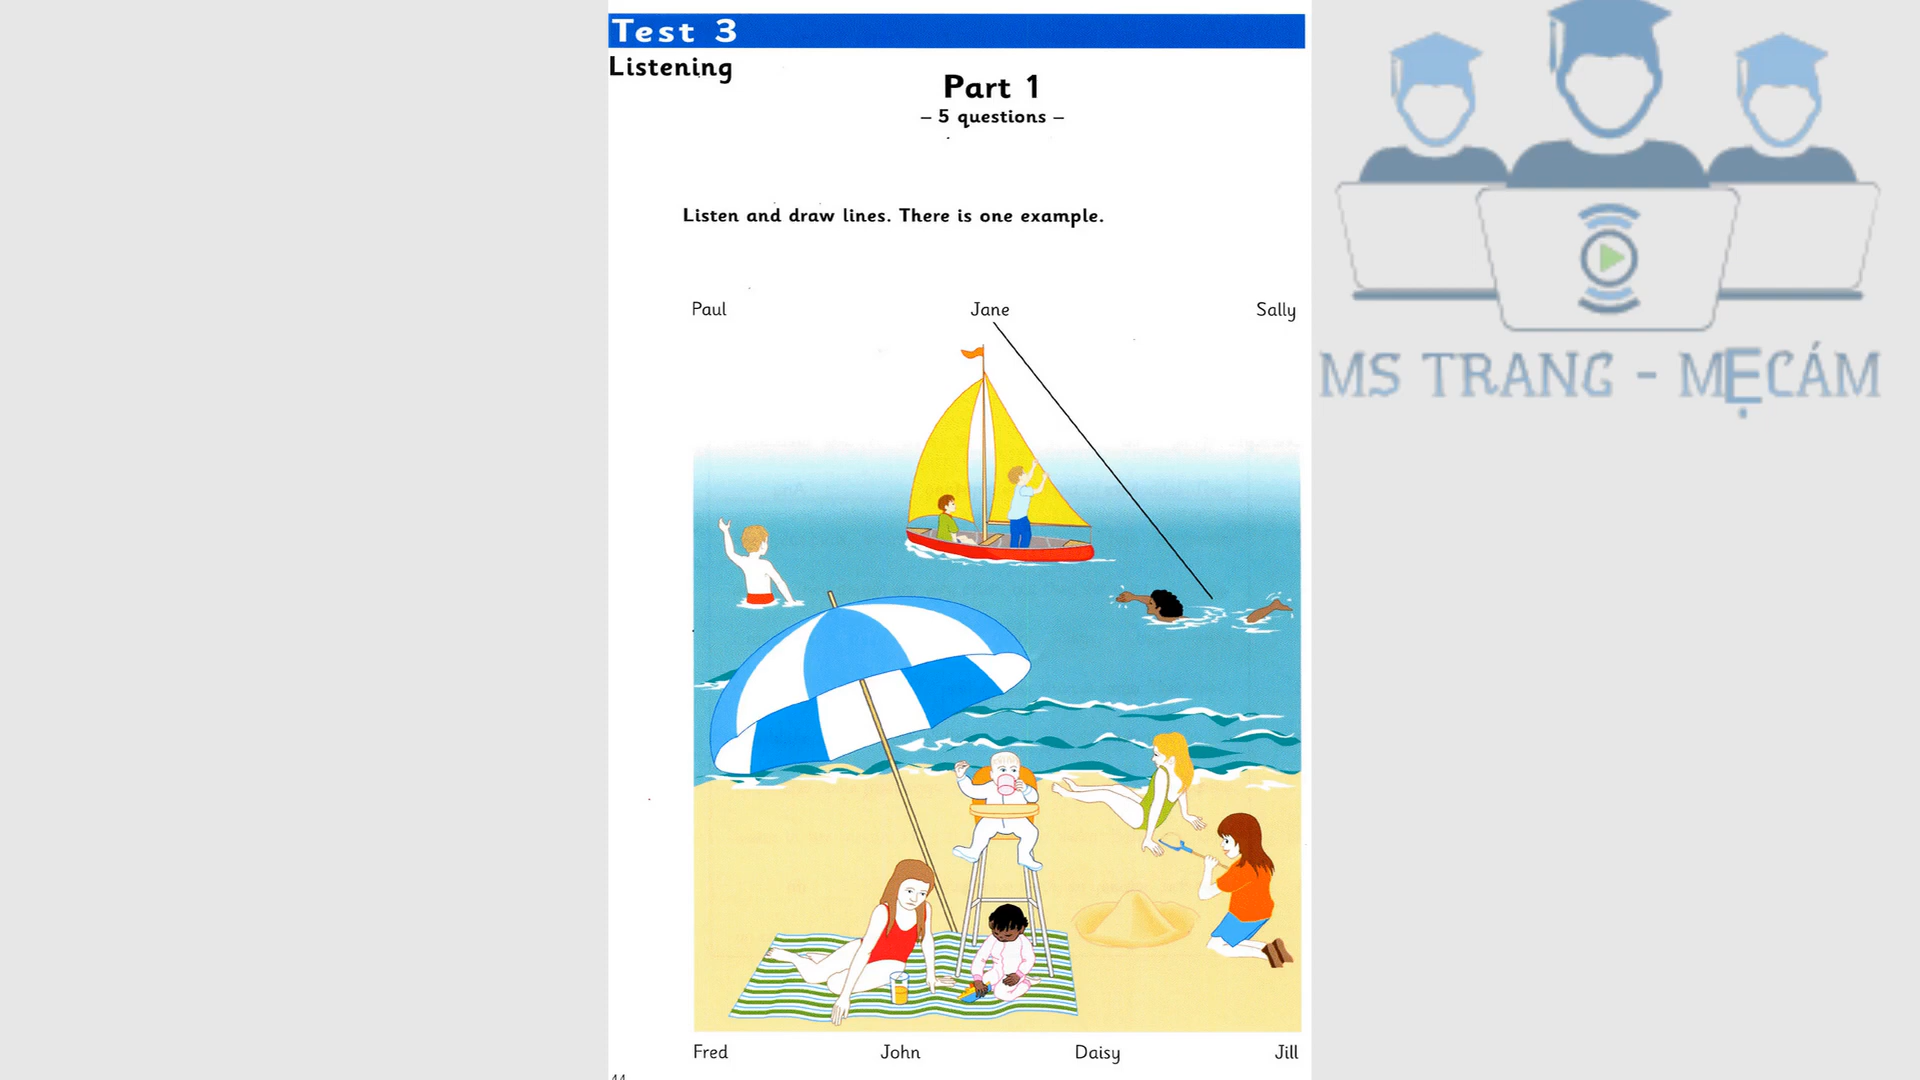 Test 3
Listening
Part 1
– 5 questions –
Listen and draw lines. There is one example.
Paul Jane Sally
MS TRANG - MẸCÁM
Fred John Daisy Jill